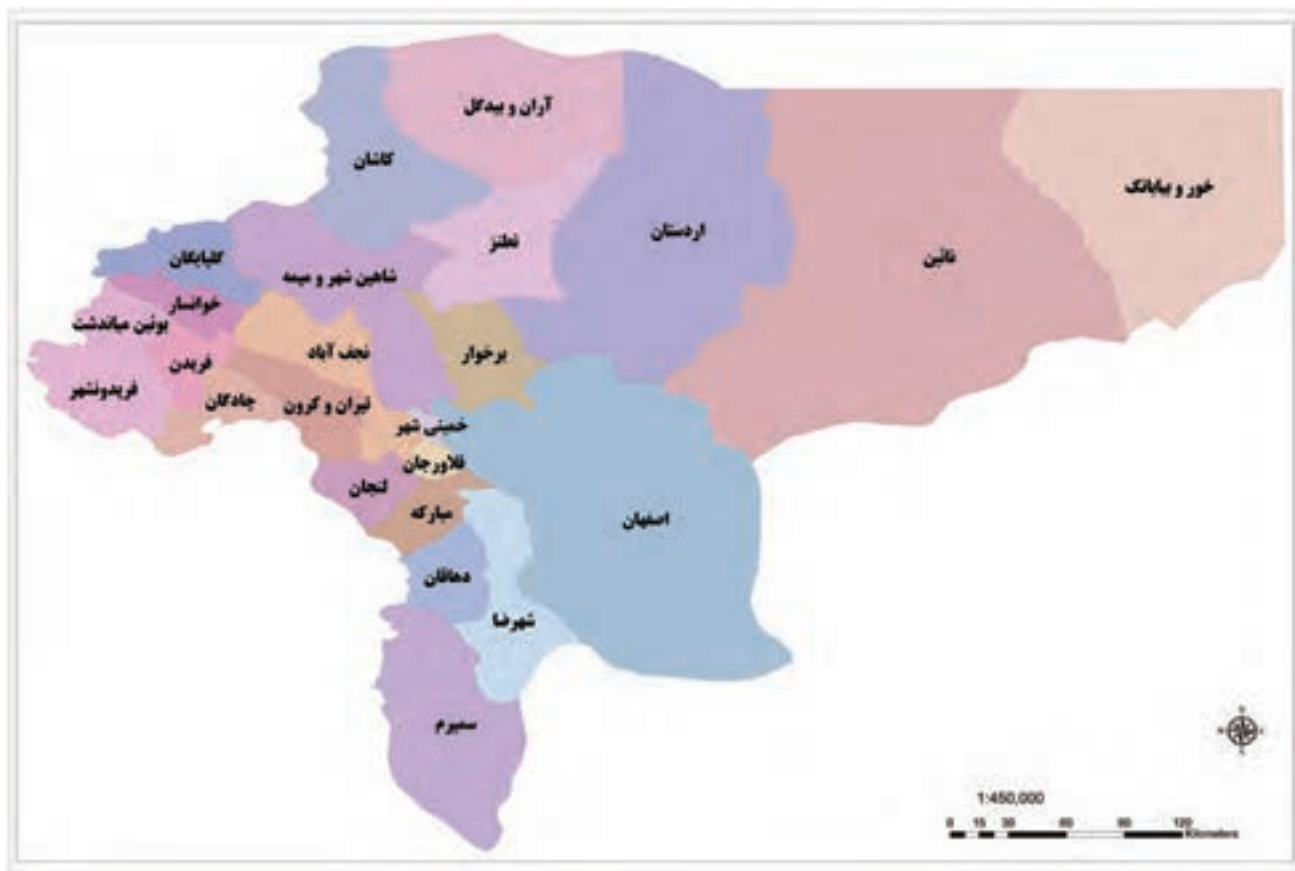 آران و بیدگل
کاشان
خور و بیابانک
اردستان
نطنز
نائین
گلپایگان
شاهین شهر و میمه
خوانسار
بوئین میاندشت
نجف آباد
برخوار
فریدن
فریدونشهر
چادگان
تیران و کرون
خمینی شهر
فلاورجان
لنجان
مبارکه
اصفهان
دهاقان
شهرضا
سمیرم
1:450,000
0 15 30 60 90 120
Kilometers